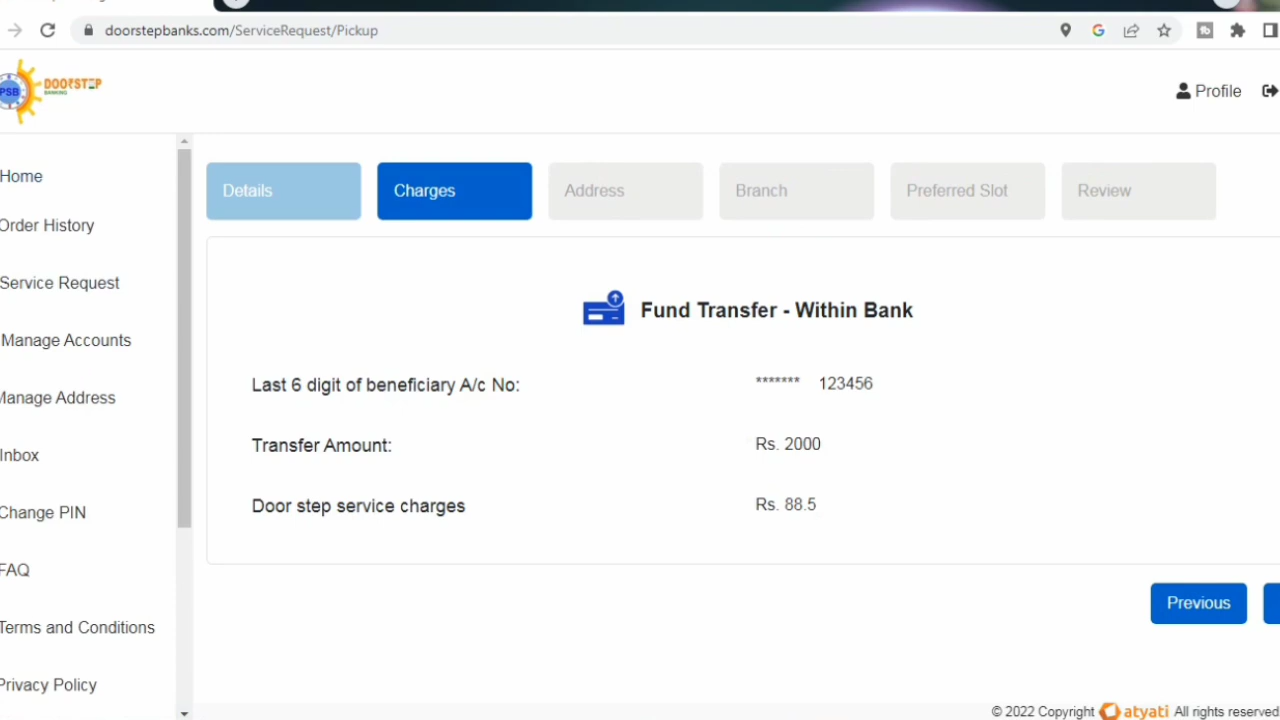 doorstepbanks.com/ServiceRequest/Pickup
PSB DOORSTEP
BANKING
Profile
Home
Order History
Service Request
Manage Accounts
Manage Address
Inbox
Change PIN
FAQ
Terms and Conditions
Privacy Policy
Details Charges Address Branch Preferred Slot Review
Fund Transfer - Within Bank
Last 6 digit of beneficiary A/c No: ******* 123456
Transfer Amount: Rs. 2000
Door step service charges Rs. 88.5
Previous
© 2022 Copyright atyati All rights reserved